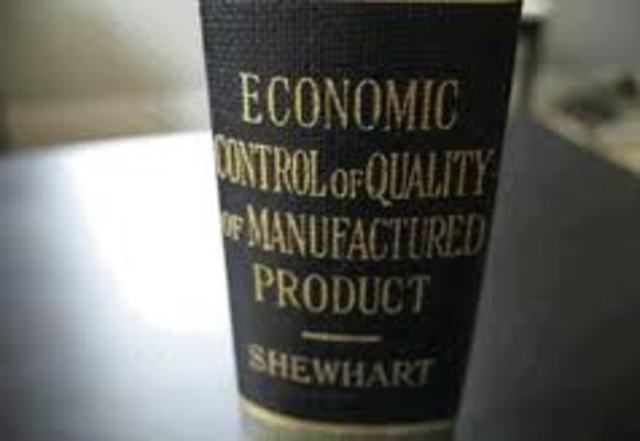 ECONOMIC
CONTROL OF QUALITY
OF MANUFACTURED
PRODUCT
SHEWHART